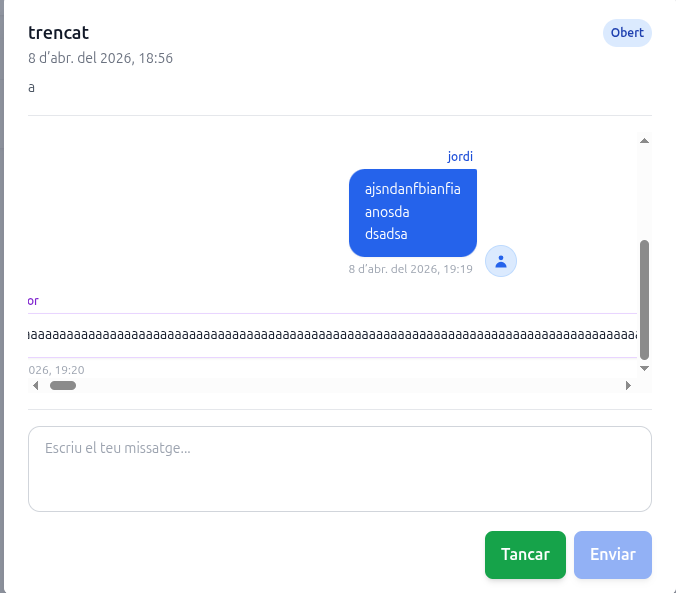 trencat
Obert
8 d’abr. del 2026, 18:56
a
jordi
ajsndanfbianfia
anosda
dsadsa
8 d'abr. del 2026, 19:19
or
026, 19:20
Escriu el teu missatge...
Tancar
Enviar